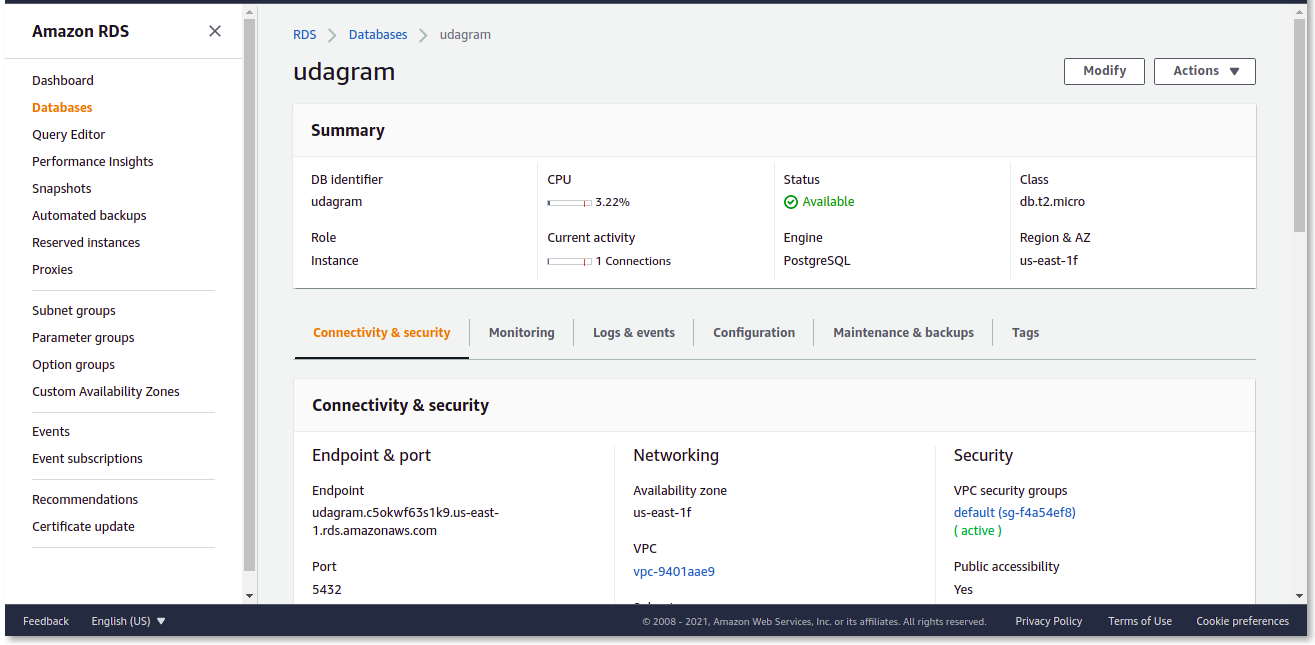 Amazon RDS
Dashboard
Databases
Query Editor
Performance Insights
Snapshots
Automated backups
Reserved instances
Proxies
Subnet groups
Parameter groups
Option groups
Custom Availability Zones
Events
Event subscriptions
Recommendations
Certificate update
RDS Databases udagram
udagram
Modify Actions
Summary
DB identifier
udagram
CPU
3.22%
Status
Available
Class
db.t2.micro
Role
Instance
Current activity
1 Connections
Engine
PostgreSQL
Region & AZ
us-east-1f
Connectivity & security Monitoring Logs & events Configuration Maintenance & backups Tags
Connectivity & security
Endpoint & port
Endpoint
udagram.c5okwf63s1k9.us-east-
1.rds.amazonaws.com
Port
5432
Networking
Availability zone
us-east-1f
VPC
vpc-9401aae9
Security
VPC security groups
default (sg-f4a54ef8)
( active )
Public accessibility
Yes
Feedback English (US) © 2008 - 2021, Amazon Web Services, Inc. or its affiliates. All rights reserved. Privacy Policy Terms of Use Cookie preferences